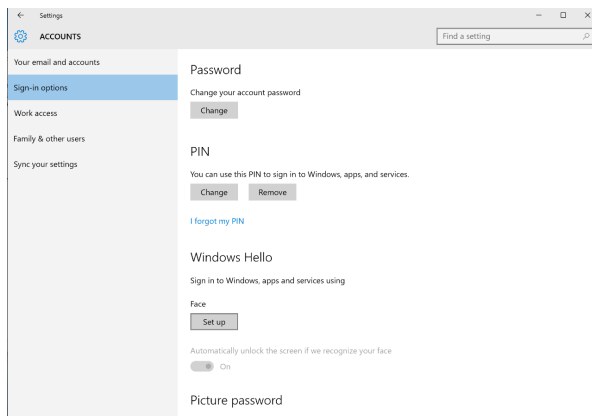 Settings
ACCOUNTS
Find a setting
Your email and accounts
Sign-in options
Work access
Family & other users
Sync your settings
Password
Change your account password
Change
PIN
You can use this PIN to sign in to Windows, apps, and services.
Change Remove
I forgot my PIN
Windows Hello
Sign in to Windows, apps and services using
Face
Set up
Automatically unlock the screen if we recognize your face
On
Picture password